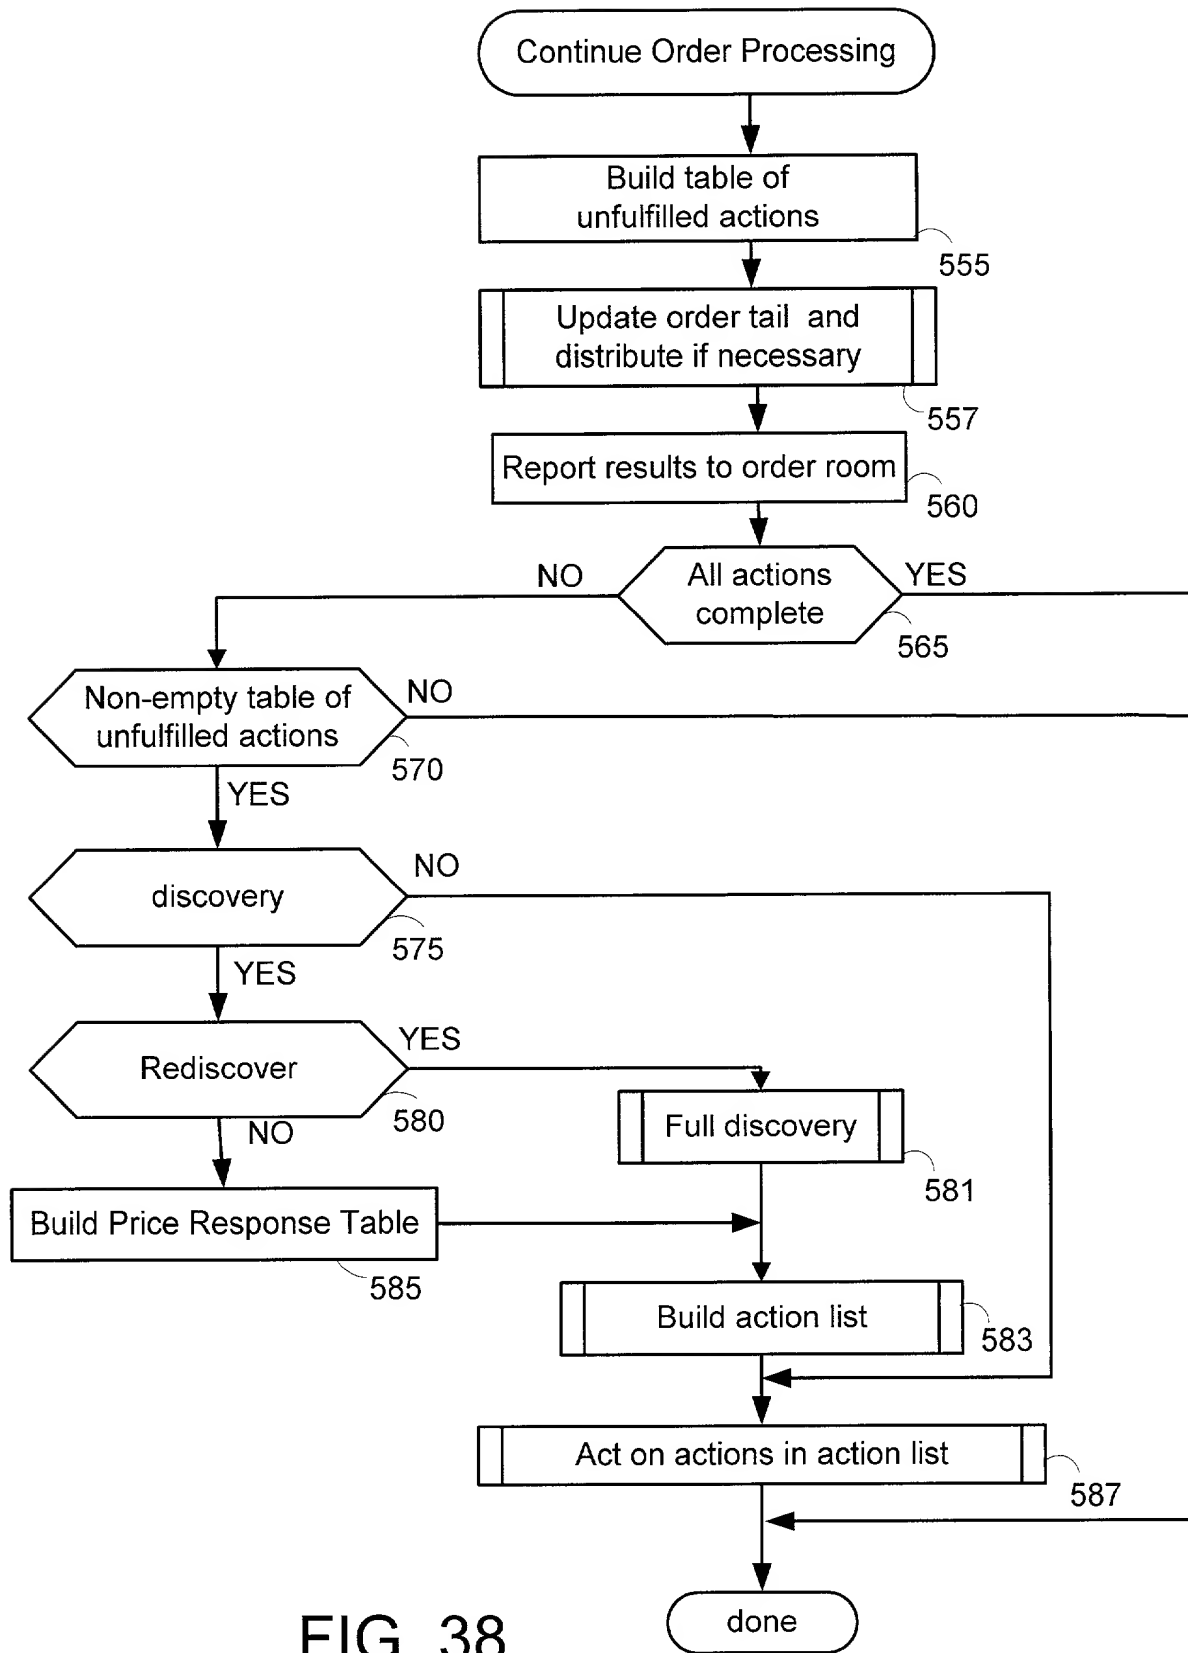 Continue Order Processing
Build table of
unfulfilled actions
555
Update order tail and
distribute if necessary
557
Report results to order room
560
NO
All actions
complete
YES
565
Non-empty table of
unfulfilled actions
NO
570
YES
discovery
NO
575
YES
Rediscover
YES
580
NO
Full discovery
581
Build Price Response Table
585
Build action list
583
Act on actions in action list
587
done
FIG. 38